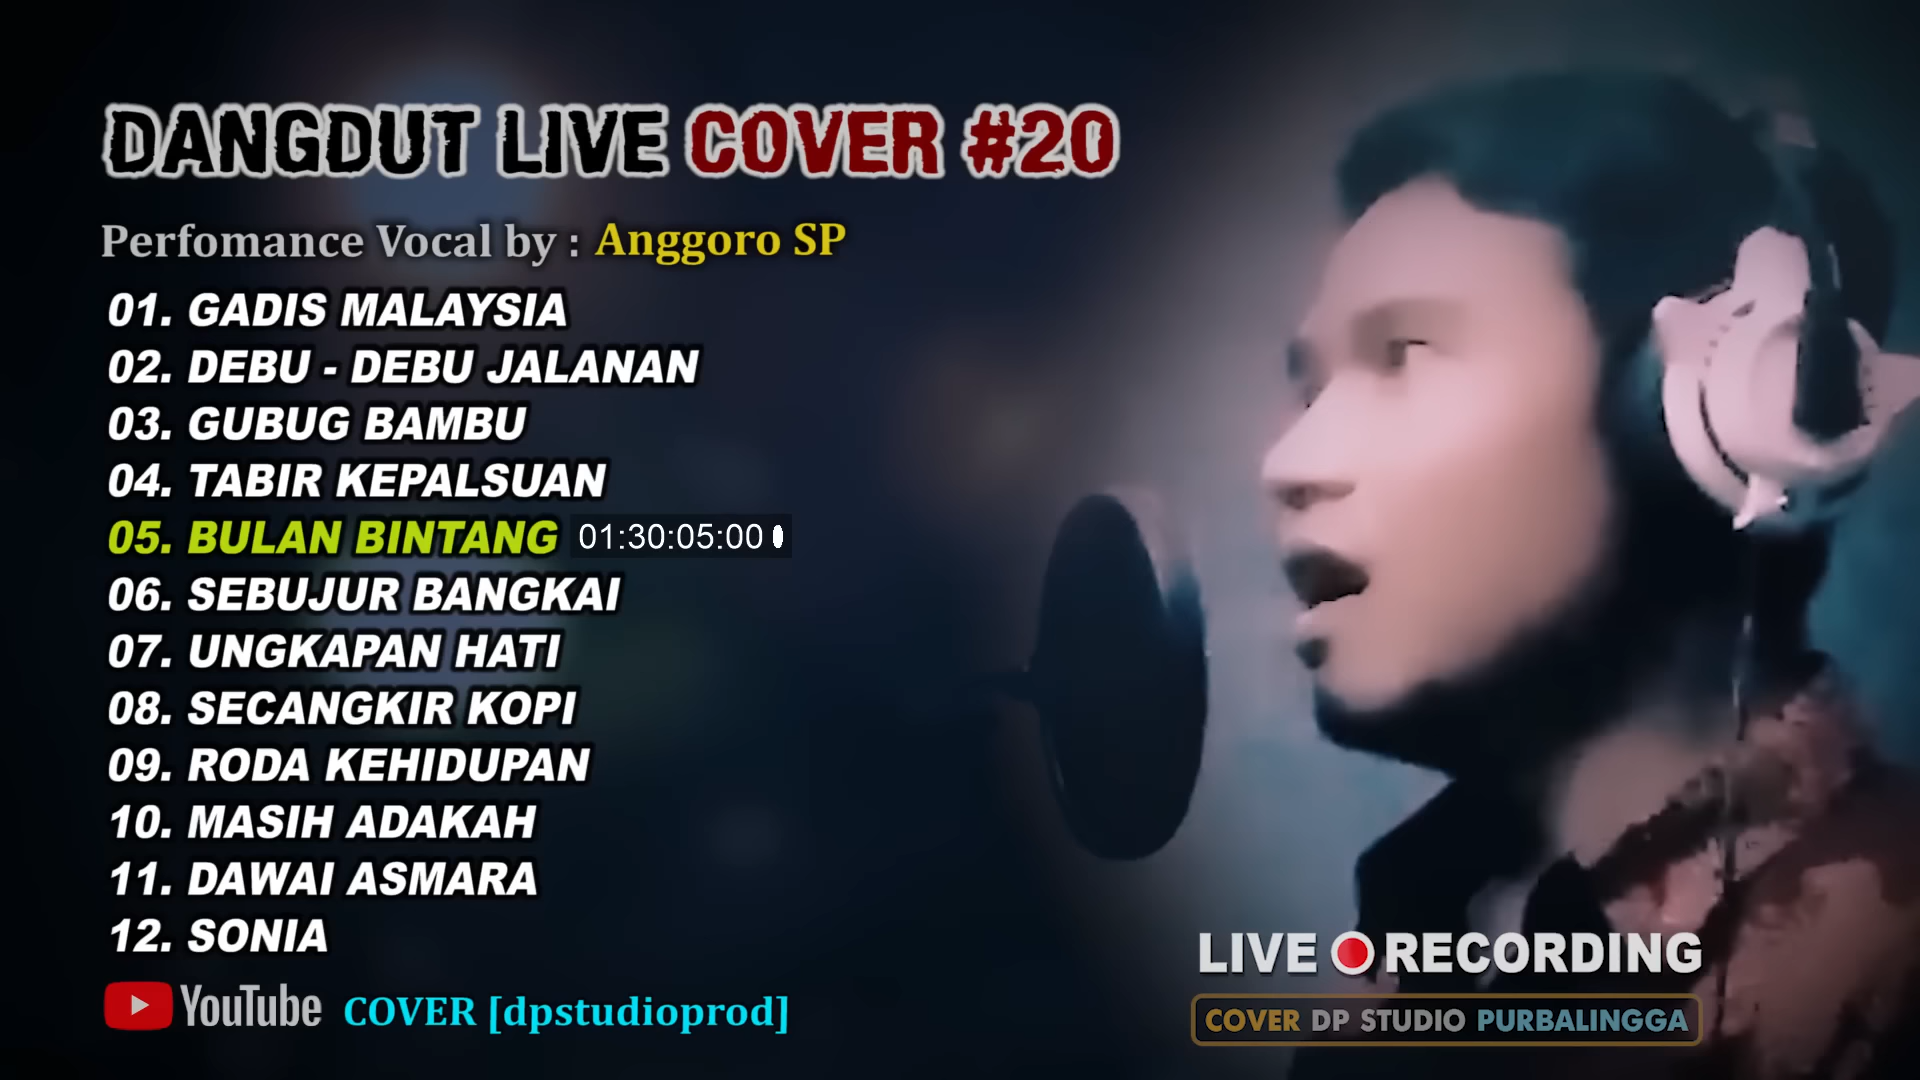 DANGDUT LIVE COVER #20
Perfomance Vocal by : Anggoro SP
01. GADIS MALAYSIA
02. DEBU - DEBU JALANAN
03. GUBUG BAMBU
04. TABIR KEPALSUAN
05. BULAN BINTANG 01:30:05:00
06. SEBUJUR BANGKAI
07. UNGKAPAN HATI
08. SECANGKIR KOPI
09. RODA KEHIDUPAN
10. MASIH ADAKAH
11. DAWAI ASMARA
12. SONIA
YouTube COVER [dpstudioprod]
LIVE RECORDING
COVER DP STUDIO PURBALINGGA